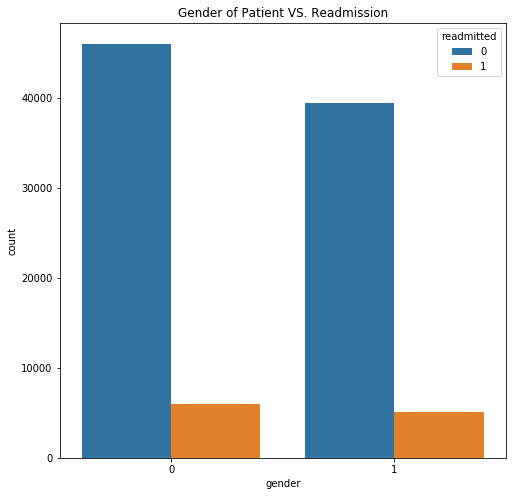 Gender of Patient VS. Readmission
readmitted
0
1
count
40000
30000
20000
10000
0
0 1
gender